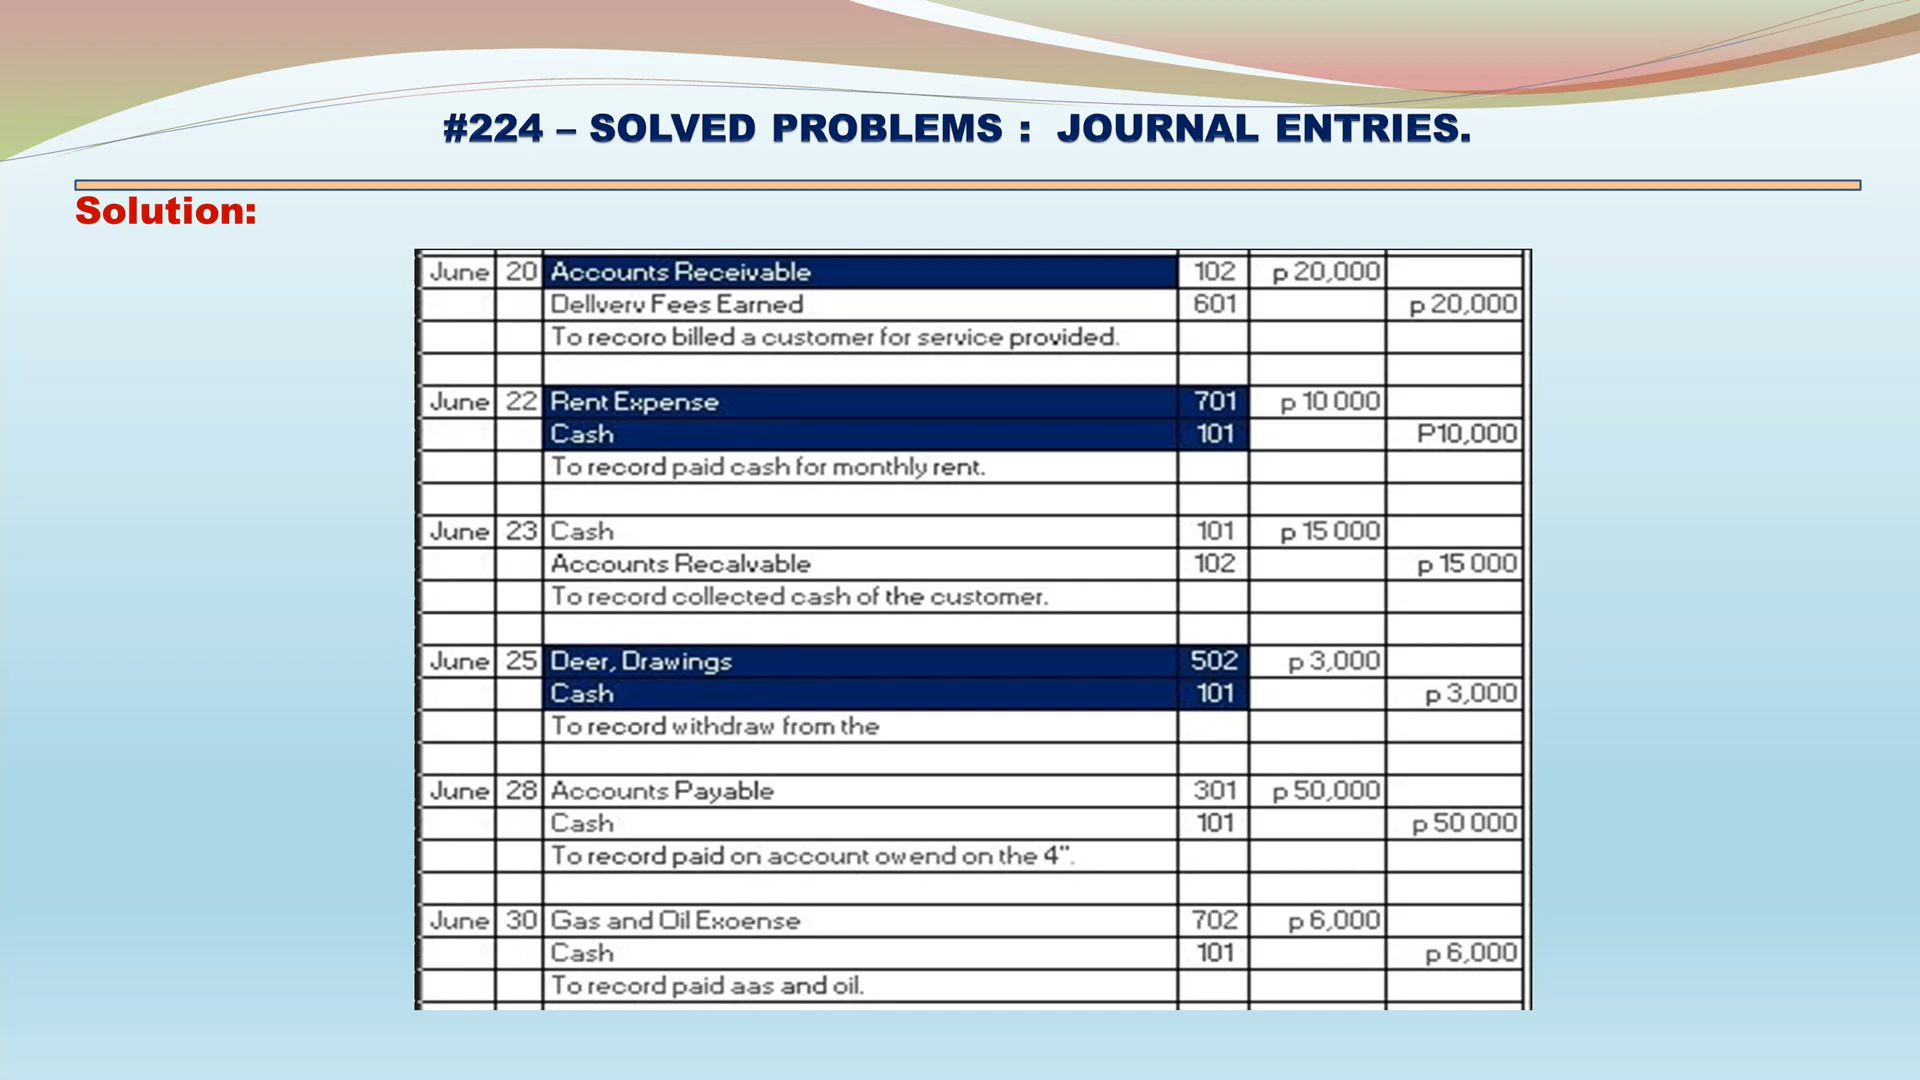 #224 – SOLVED PROBLEMS :  JOURNAL ENTRIES.
Solution:
June 20 Accounts Receivable 102 p 20,000
Dellverv Fees Earned 601 p 20,000
To recoro billed a customer for service provided.
June 22 Rent Expense 701 p 10 000
Cash 101 P10,000
To record paid cash for monthly rent.
June 23 Cash 101 p 15 000
Accounts Recalvable 102 p 15 000
To record collected cash of the customer.
June 25 Deer, Drawings 502 p 3,000
Cash 101 p 3,000
To record withdraw from the
June 28 Accounts Payable 301 p 50,000
Cash 101 p 50 000
To record paid on account owend on the 4".
June 30 Gas and Oil Exoense 702 p 6,000
Cash 101 p 6,000
To record paid aas and oil.